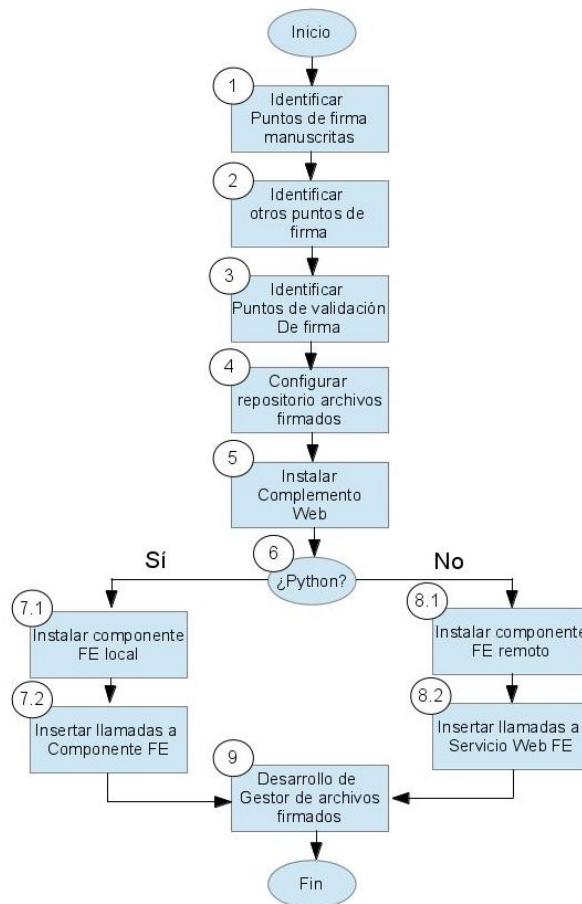 Inicio
1
Identificar
Puntos de firma
manuscritas
2
Identificar
otros puntos de
firma
3
Identificar
Puntos de validación
De firma
4
Configurar
repositorio archivos
firmados
5
Instalar
Complemento
Web
6
¿Python?
Sí
No
7.1
Instalar componente
FE local
7.2
Insertar llamadas a
Componente FE
8.1
Instalar componente
FE remoto
8.2
Insertar llamadas a
Servicio Web FE
9
Desarrollo de
Gestor de archivos
firmados
Fin